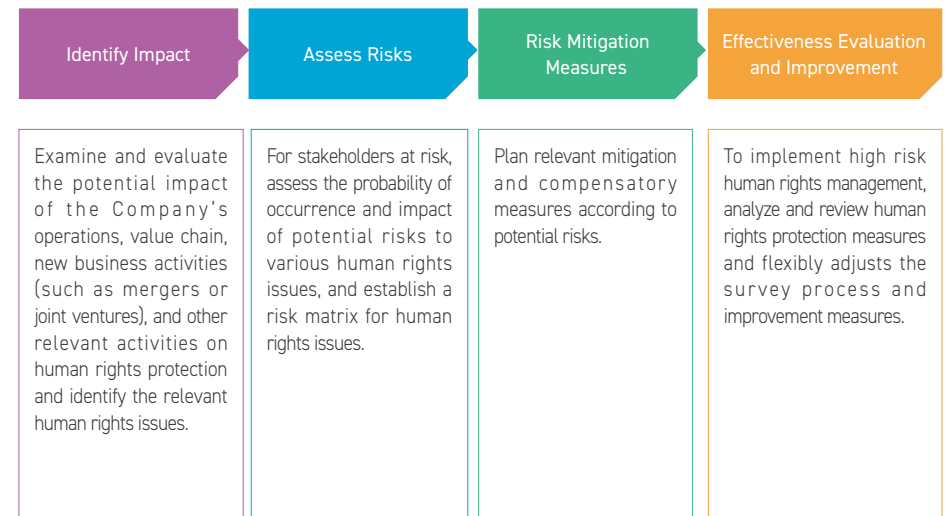 Identify Impact
Assess Risks
Risk Mitigation
Measures
Effectiveness Evaluation
and Improvement
Examine and evaluate
the potential impact
of the Company's
operations, value chain,
new business activities
(such as mergers or
joint ventures), and other
relevant activities on
human rights protection
and identify the relevant
human rights issues.
For stakeholders at risk,
assess the probability of
occurrence and impact
of potential risks to
various human rights
issues, and establish a
risk matrix for human
rights issues.
Plan relevant mitigation
and compensatory
measures according to
potential risks.
To implement high risk
human rights management,
analyze and review human
rights protection measures
and flexibly adjusts the
survey process and
improvement measures.